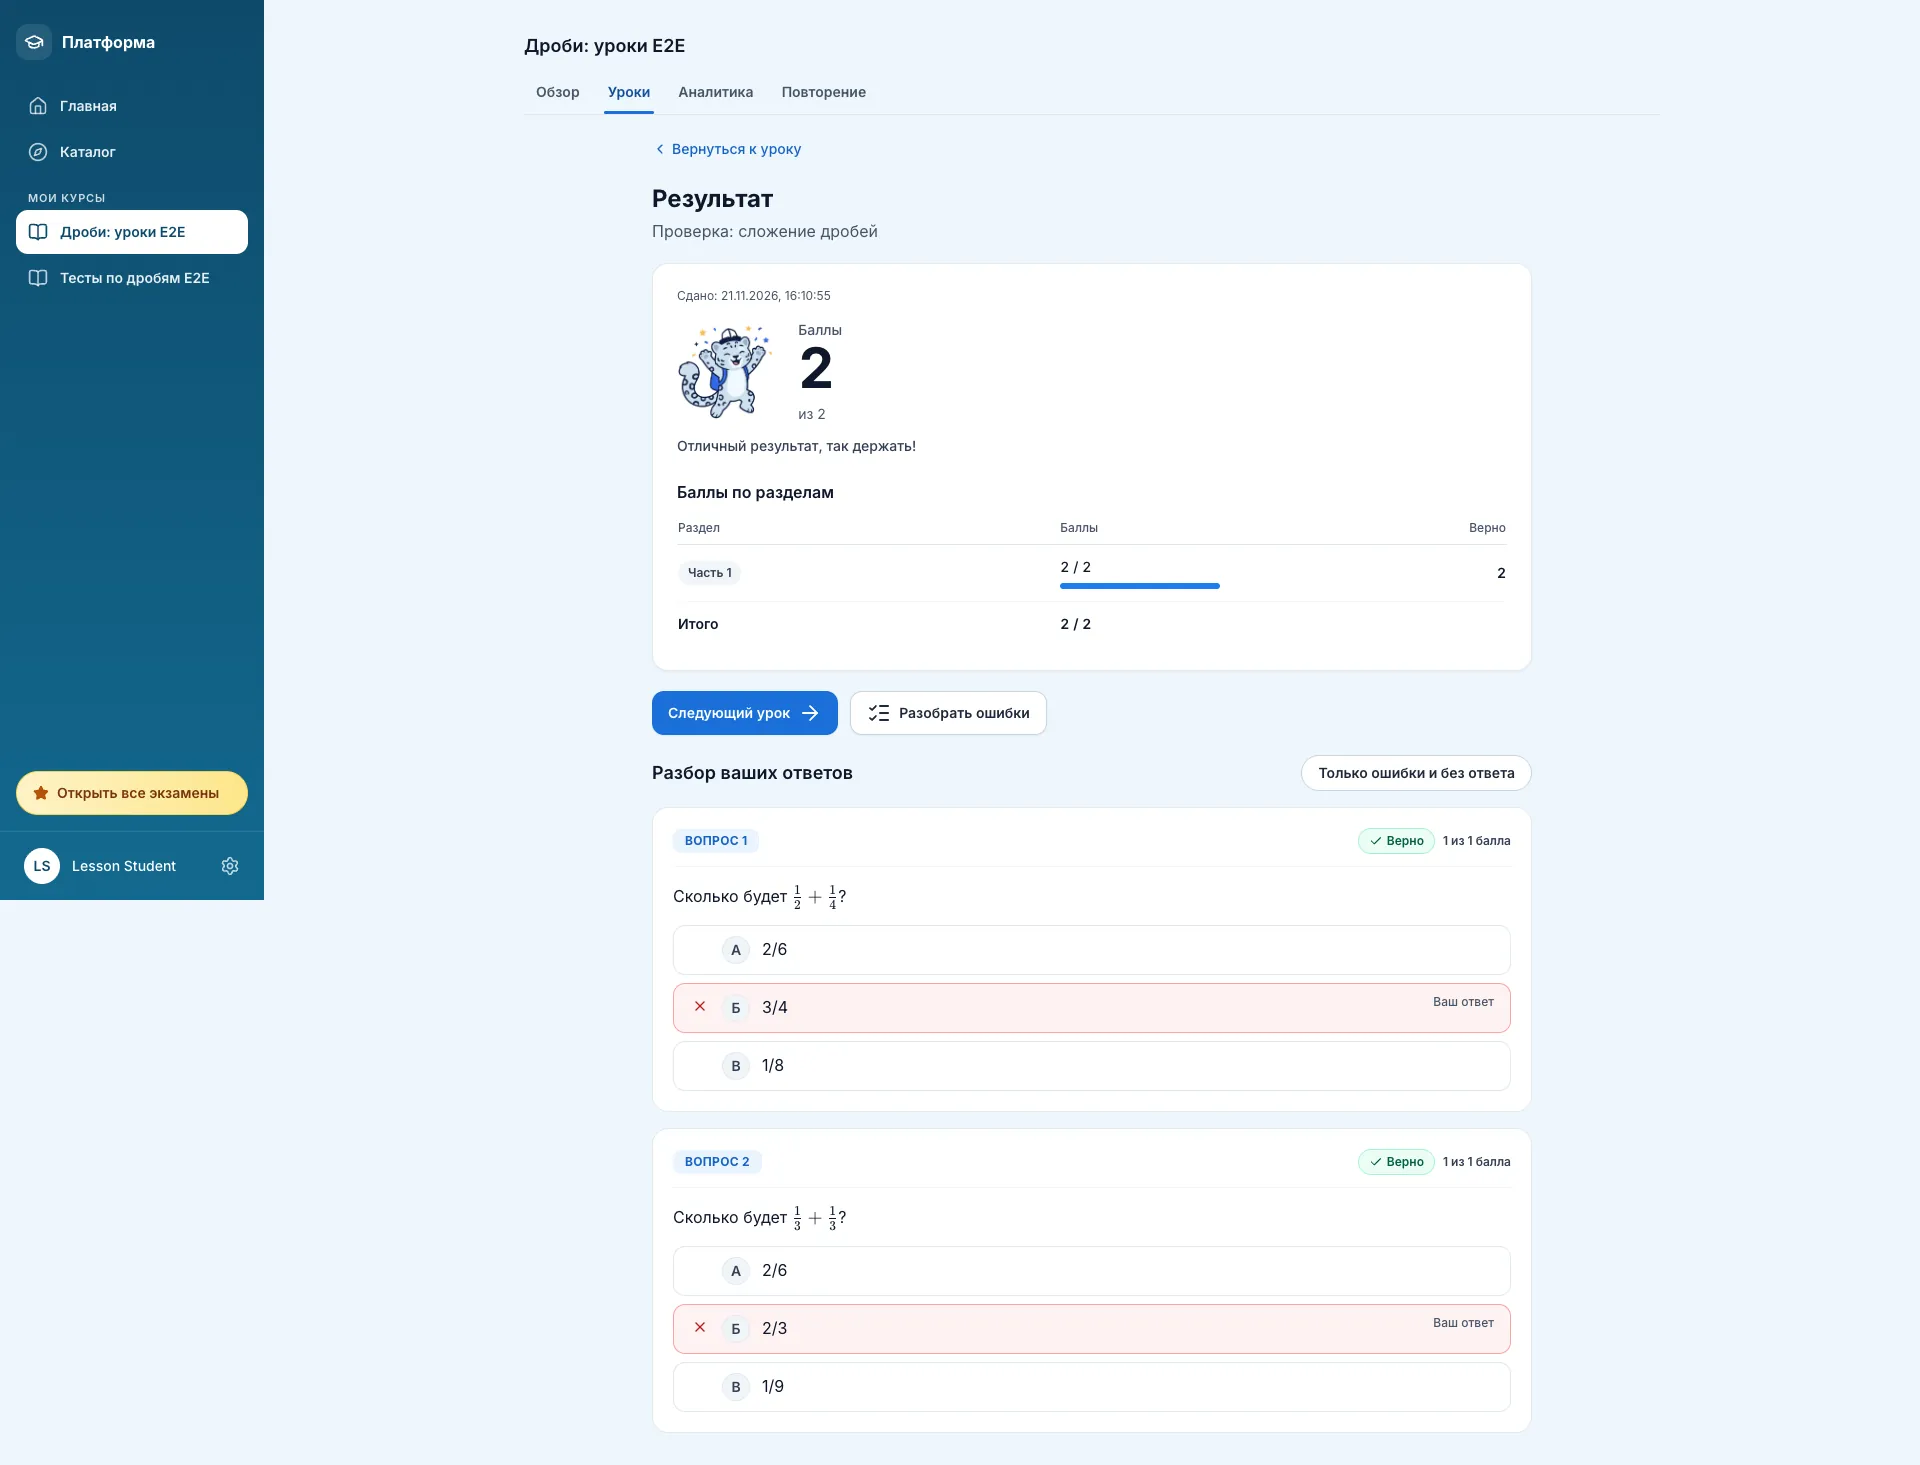 Платформа
Главная
Каталог
МОИ КУРСЫ
Дроби: уроки E2E
Тесты по дробям E2E
Открыть все экзамены
LS
Lesson Student
Дроби: уроки E2E
Обзор
Уроки
Аналитика
Повторение
Вернуться к уроку
Результат
Проверка: сложение дробей
Сдано: 21.11.2026, 16:10:55
Баллы
2
из 2
Отличный результат, так держать!
Баллы по разделам
Раздел Баллы Верно
Часть 1 2 / 2 2
Итого 2 / 2
Следующий урок
Разобрать ошибки
Разбор ваших ответов
Только ошибки и без ответа
ВОПРОС 1 Верно 1 из 1 балла
Сколько будет 1/2 + 1/4?
А 2/6
Б 3/4 Ваш ответ
В 1/8
ВОПРОС 2 Верно 1 из 1 балла
Сколько будет 1/3 + 1/3?
А 2/6
Б 2/3 Ваш ответ
В 1/9